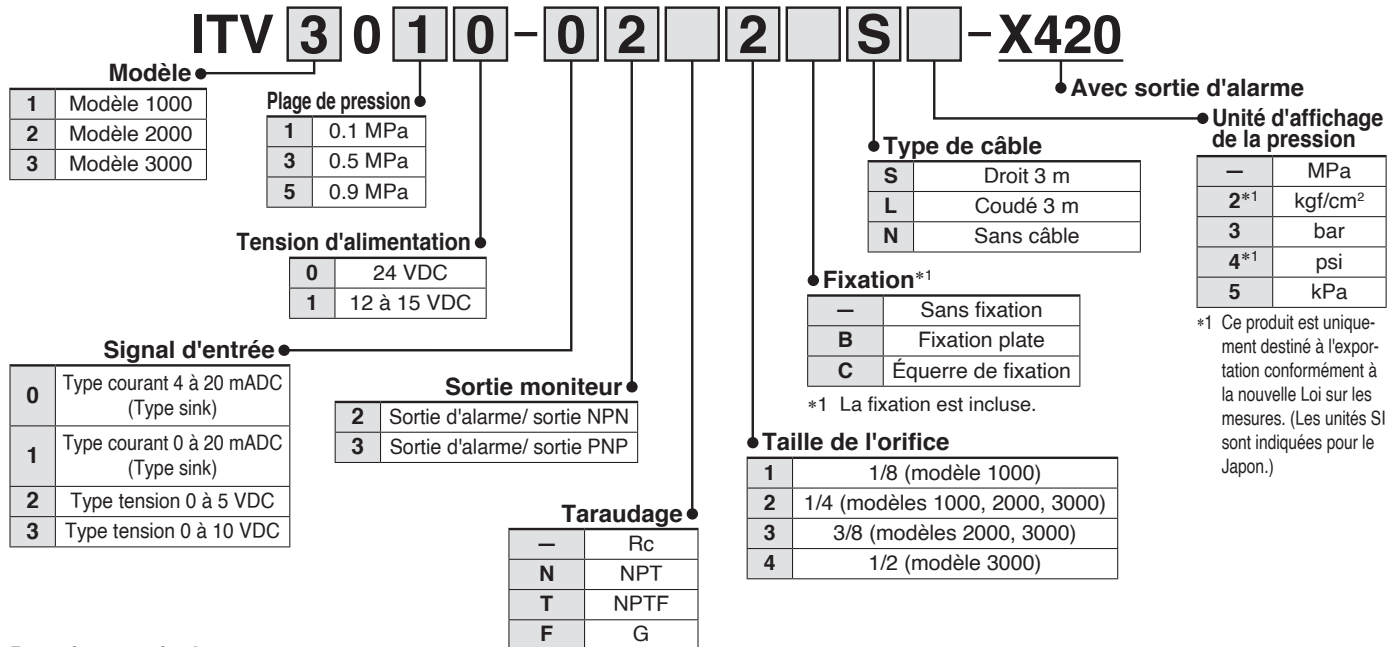 ITV 3 0 1 0 - 0 2 2 S - X420
Modèle
1 Modèle 1000
2 Modèle 2000
3 Modèle 3000
Plage de pression
1 0.1 MPa
3 0.5 MPa
5 0.9 MPa
Tension d'alimentation
0 24 VDC
1 12 à 15 VDC
Signal d'entrée
0 Type courant 4 à 20 mADC
(Type sink)
1 Type courant 0 à 20 mADC
(Type sink)
2 Type tension 0 à 5 VDC
3 Type tension 0 à 10 VDC
Sortie moniteur
2 Sortie d'alarme/ sortie NPN
3 Sortie d'alarme/ sortie PNP
Taraudage
— Rc
N NPT
T NPTF
F G
Taille de l'orifice
1 1/8 (modèle 1000)
2 1/4 (modèles 1000, 2000, 3000)
3 3/8 (modèles 2000, 3000)
4 1/2 (modèle 3000)
Fixation*1
— Sans fixation
B Fixation plate
C Équerre de fixation
*1 La fixation est incluse.
Type de câble
S Droit 3 m
L Coudé 3 m
N Sans câble
Avec sortie d'alarme
Unité d'affichage
de la pression
— MPa
2*1 kgf/cm²
3 bar
4*1 psi
5 kPa
*1 Ce produit est unique-
ment destiné à l'expor-
tation conformément à
la nouvelle Loi sur les
mesures. (Les unités SI
sont indiquées pour le
Japon.)